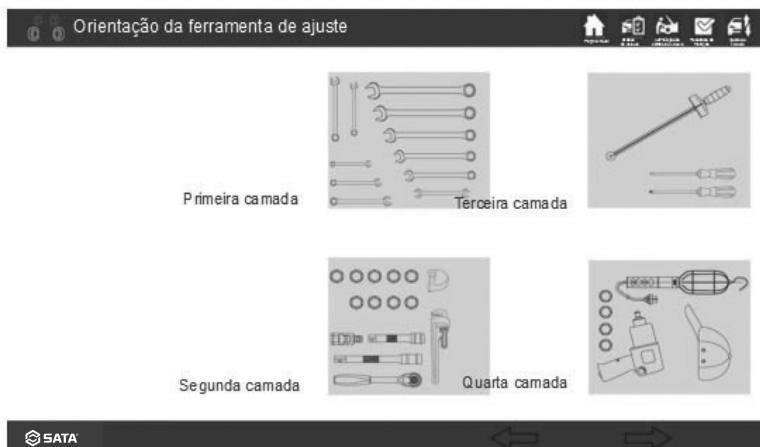 Orientação da ferramenta de ajuste
Primeira camada
Terceira camada
Segunda camada
Quarta camada
SATA